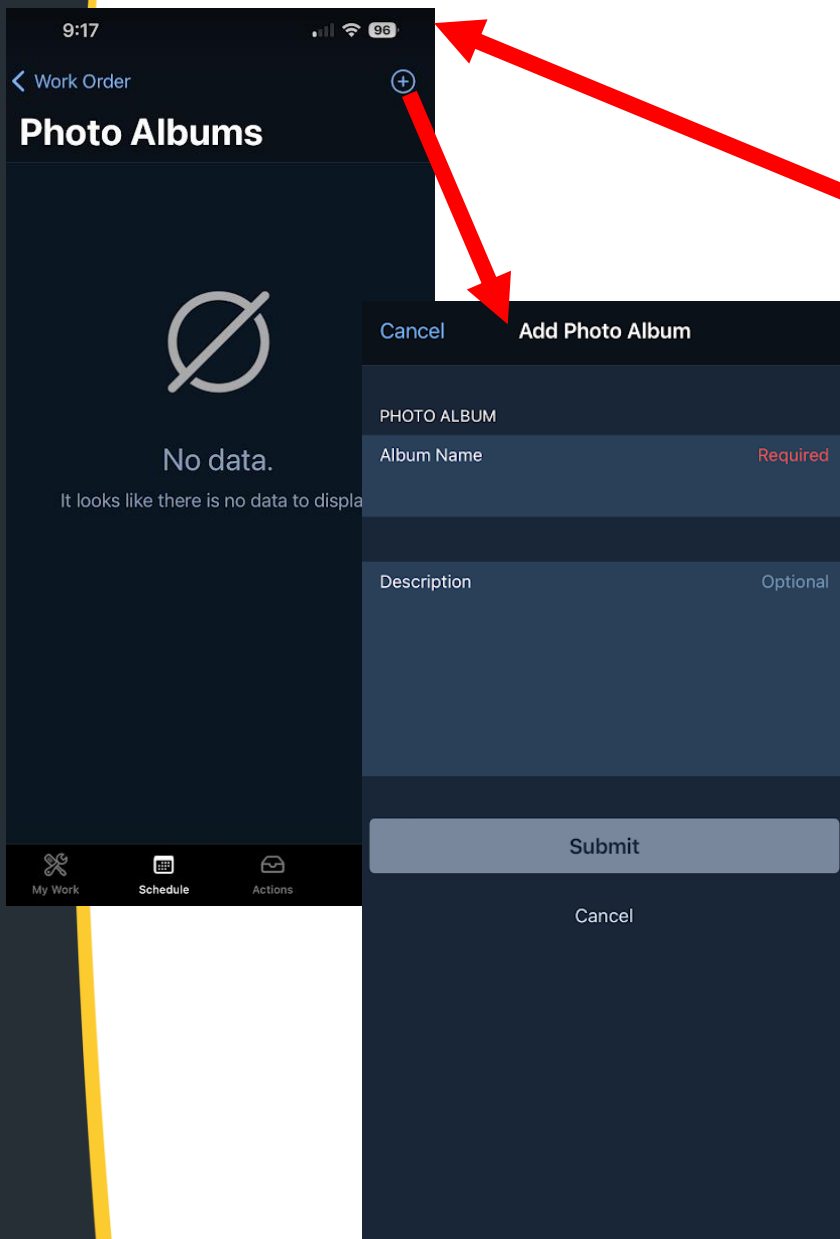 9:17
96
Work Order
Photo Albums
No data.
It looks like there is no data to displa
My Work
Schedule
Actions
Cancel
Add Photo Album
PHOTO ALBUM
Album Name
Required
Description
Optional
Submit
Cancel